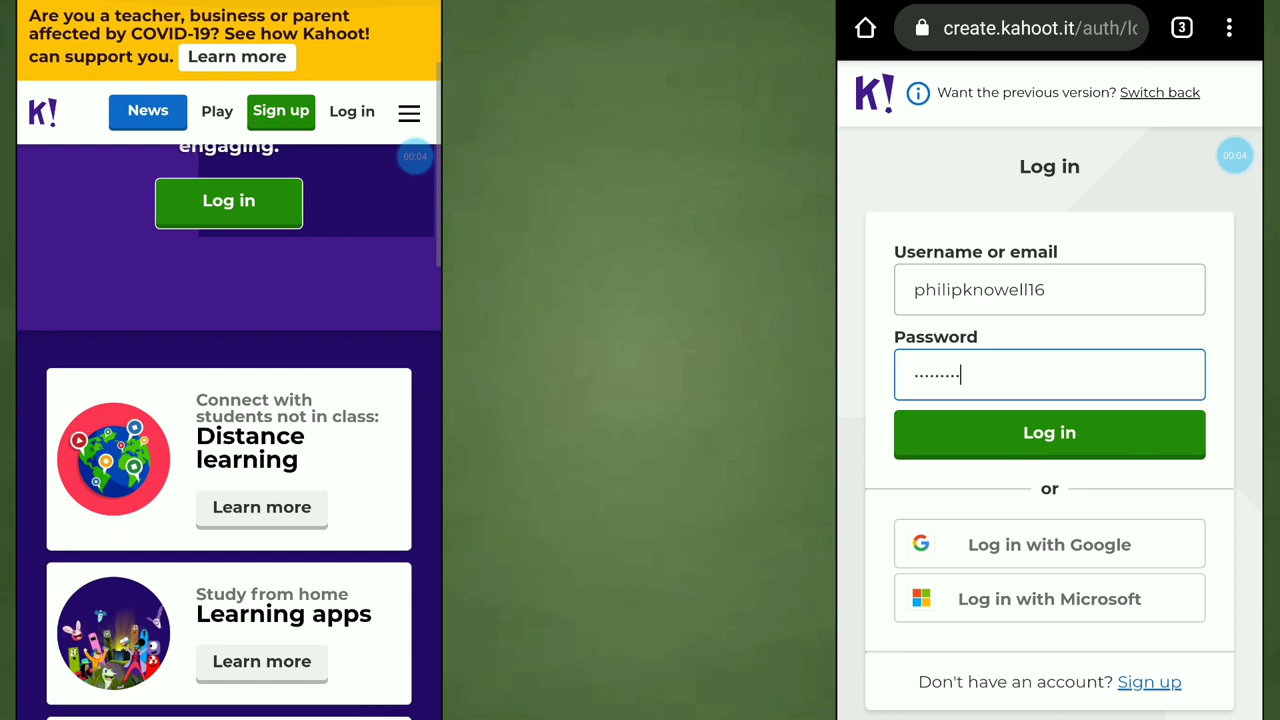 Are you a teacher, business or parent
affected by COVID-19? See how Kahoot!
can support you. Learn more
K! News Play Sign up Log in
engaging.
00:04
Log in
Connect with
students not in class:
Distance
learning
Learn more
Study from home
Learning apps
Learn more
create.kahoot.it/auth/lo
3
K! Want the previous version? Switch back
00:04
Log in
Username or email
philipknowell16
Password
·········
Log in
or
Log in with Google
Log in with Microsoft
Don't have an account? Sign up